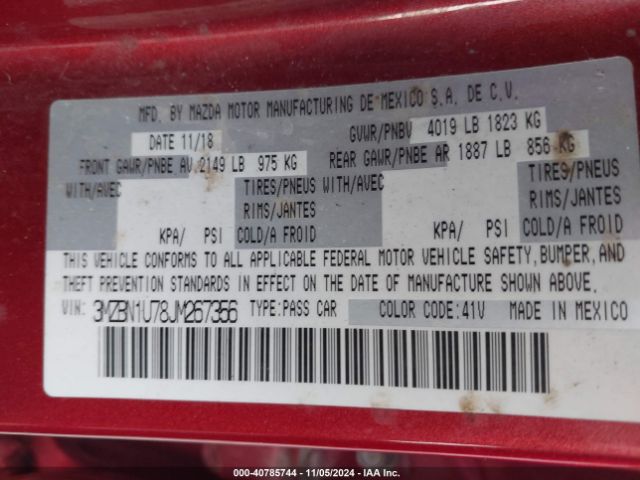 MFD. BY MAZDA MOTOR MANUFACTURING DE MEXICO S.A. DE C.V.
DATE 11/18 GVWR/PNBV 4019 LB 1823 KG
FRONT GAWR/PNBE AV 2149 LB 975 KG REAR GAWR/PNBE AR 1887 LB 856 KG
WITH/AVEC TIRES/PNEUS WITH/AVEC TIRES/PNEUS
RIMS/JANTES RIMS/JANTES
KPA/ PSI COLD/A FROID KPA/ PSI COLD/A FROID
THIS VEHICLE CONFORMS TO ALL APPLICABLE FEDERAL MOTOR VEHICLE SAFETY, BUMPER, AND
THEFT PREVENTION STANDARDS IN EFFECT ON THE DATE OF MANUFACTURE SHOWN ABOVE.
VIN: 3MZBN1U78JM267356 TYPE:PASS CAR COLOR CODE:41V MADE IN MEXICO
000-40785744 - 11/05/2024 - IAA Inc.